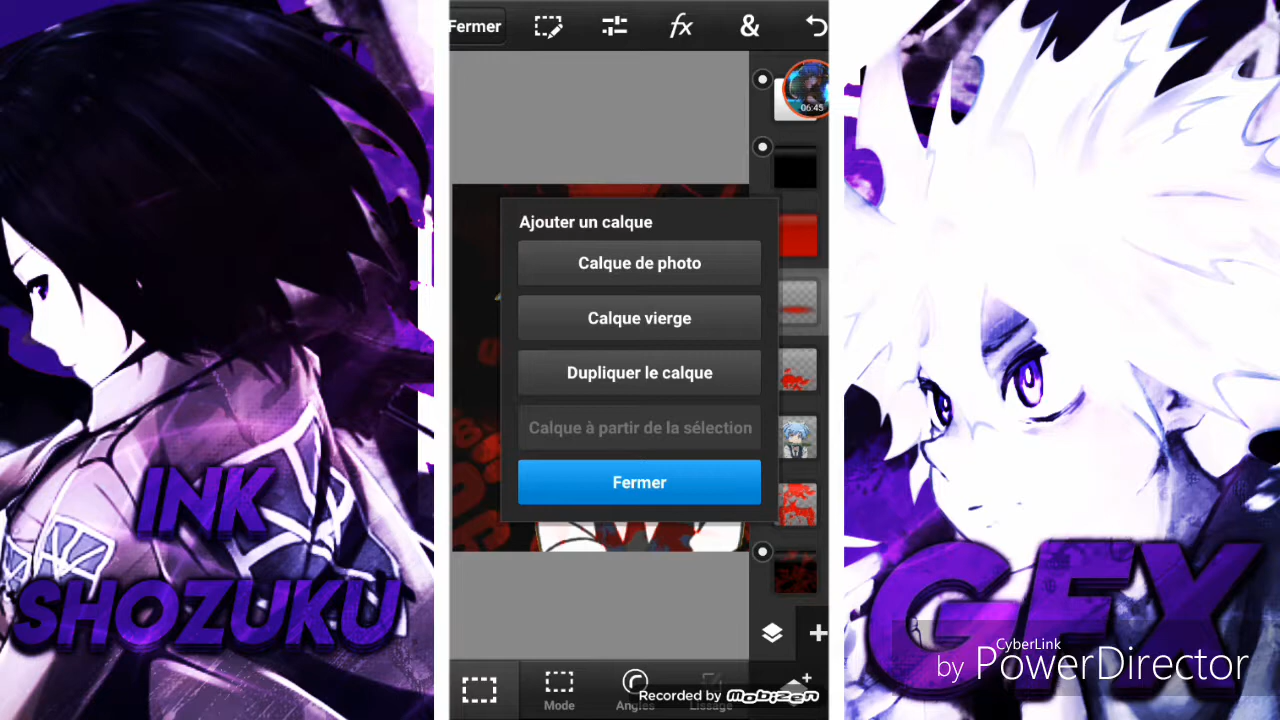 Fermer
fx
&
06:45
Ajouter un calque
Calque de photo
Calque vierge
Dupliquer le calque
Calque à partir de la sélection
Fermer
INK
SHOZUKU
GFX
Mode
Angles
Lissage
Recorded by Mobizen
CyberLink
by PowerDirector